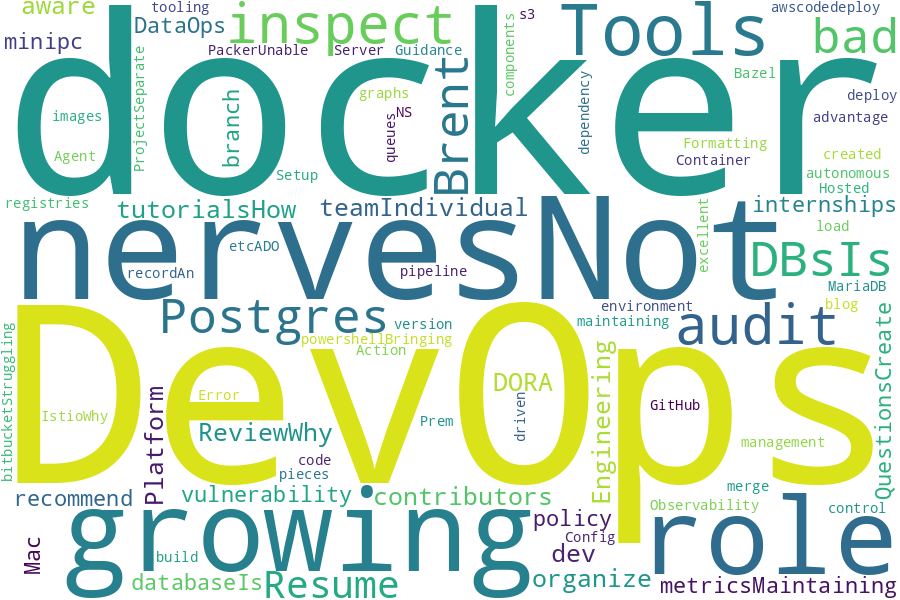 aware
tooling
DataOps
inspect
PackerUnable
Server
Guidance
s3
components
Tools
awscodedeploy
bad
minipc
docker
images
Agent
ProjectSeparate
branch
Setup
graphs
queues
NS
Brent
dependency
Bazel
deploy
advantage
Formatting
Container
created
autonomous
Hosted
registries
tutorialsHow
teamIndividual
excellent
internships
load
nervesNot
etcADO
recordAn
pipeline
DBsIs
MariaDB
blog
Postgres
version
environment
maintaining
audit
powershellBringing
Action
bitbucketStruggling
DevOps
IstioWhy
Error
Platform
ReviewWhy
Prem
DORA
driven
Engineering
GitHub
management
QuestionsCreate
code
pieces
recommend
vulnerability
contributors
merge
Observability
control
growing
policy
Config
role
Mac
build
dev
databaseIs
Resume
organize
metricsMaintaining